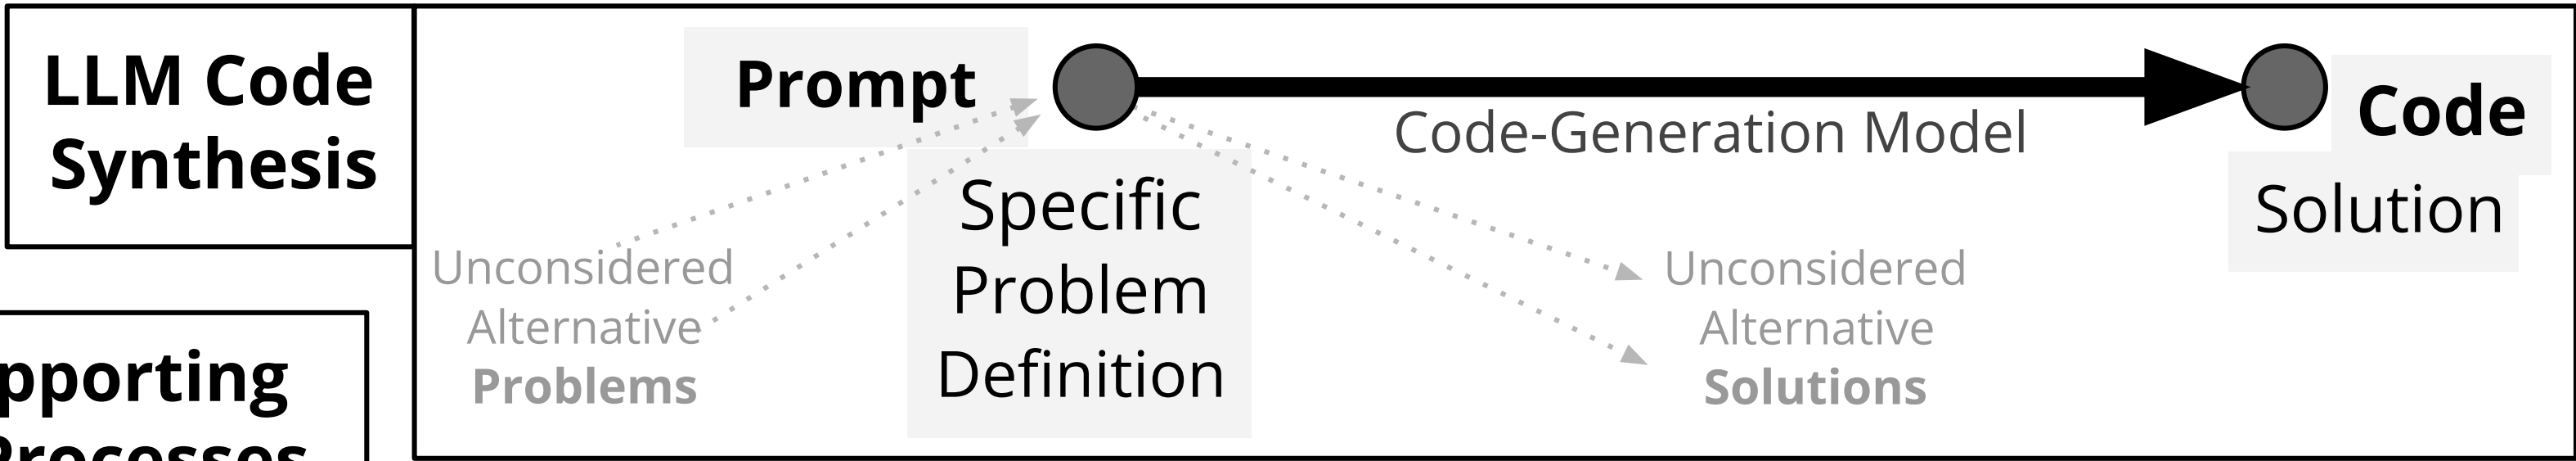 LLM Code
Synthesis
Prompt
Code-Generation Model
Code
Specific
Problem
Definition
Solution
Unconsidered
Alternative
Problems
Unconsidered
Alternative
Solutions
pporting
Processes